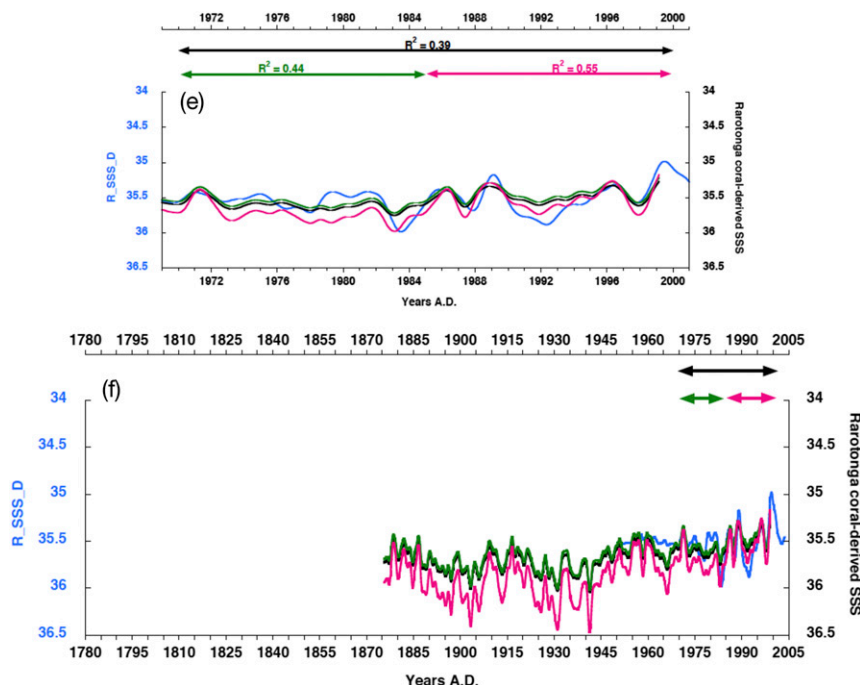 1972 1976 1980 1984 1988 1992 1996 2000
R² = 0.39
R² = 0.44 R² = 0.55
(e)
34 34
34.5 34.5
35 35
35.5 35.5
36 36
36.5 36.5
R_SSS_D
Rarotonga coral-derived SSS
1972 1976 1980 1984 1988 1992 1996 2000
Years A.D.
1780 1795 1810 1825 1840 1855 1870 1885 1900 1915 1930 1945 1960 1975 1990 2005
(f)
34 34
34.5 34.5
35 35
35.5 35.5
36 36
36.5 36.5
R_SSS_D
Rarotonga coral-derived SSS
1780 1795 1810 1825 1840 1855 1870 1885 1900 1915 1930 1945 1960 1975 1990 2005
Years A.D.